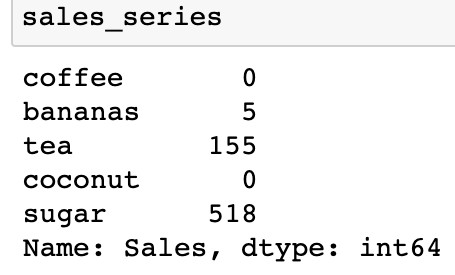 sales_series
coffee 0
bananas 5
tea 155
coconut 0
sugar 518
Name: Sales, dtype: int64